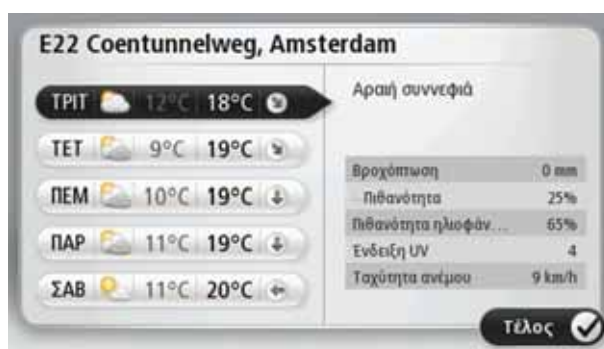 E22 Coentunnelweg, Amsterdam
ΤΡΙΤ 12°C 18°C
ΤΕΤ 9°C 19°C
ΠΕΜ 10°C 19°C
ΠΑΡ 11°C 19°C
ΣΑΒ 11°C 20°C
Αραιή συννεφιά
Βροχόπτωση 0 mm
Πιθανότητα 25%
Πιθανότητα ηλιοφάν... 65%
Ένδειξη UV 4
Ταχύτητα ανέμου 9 km/h
Τέλος